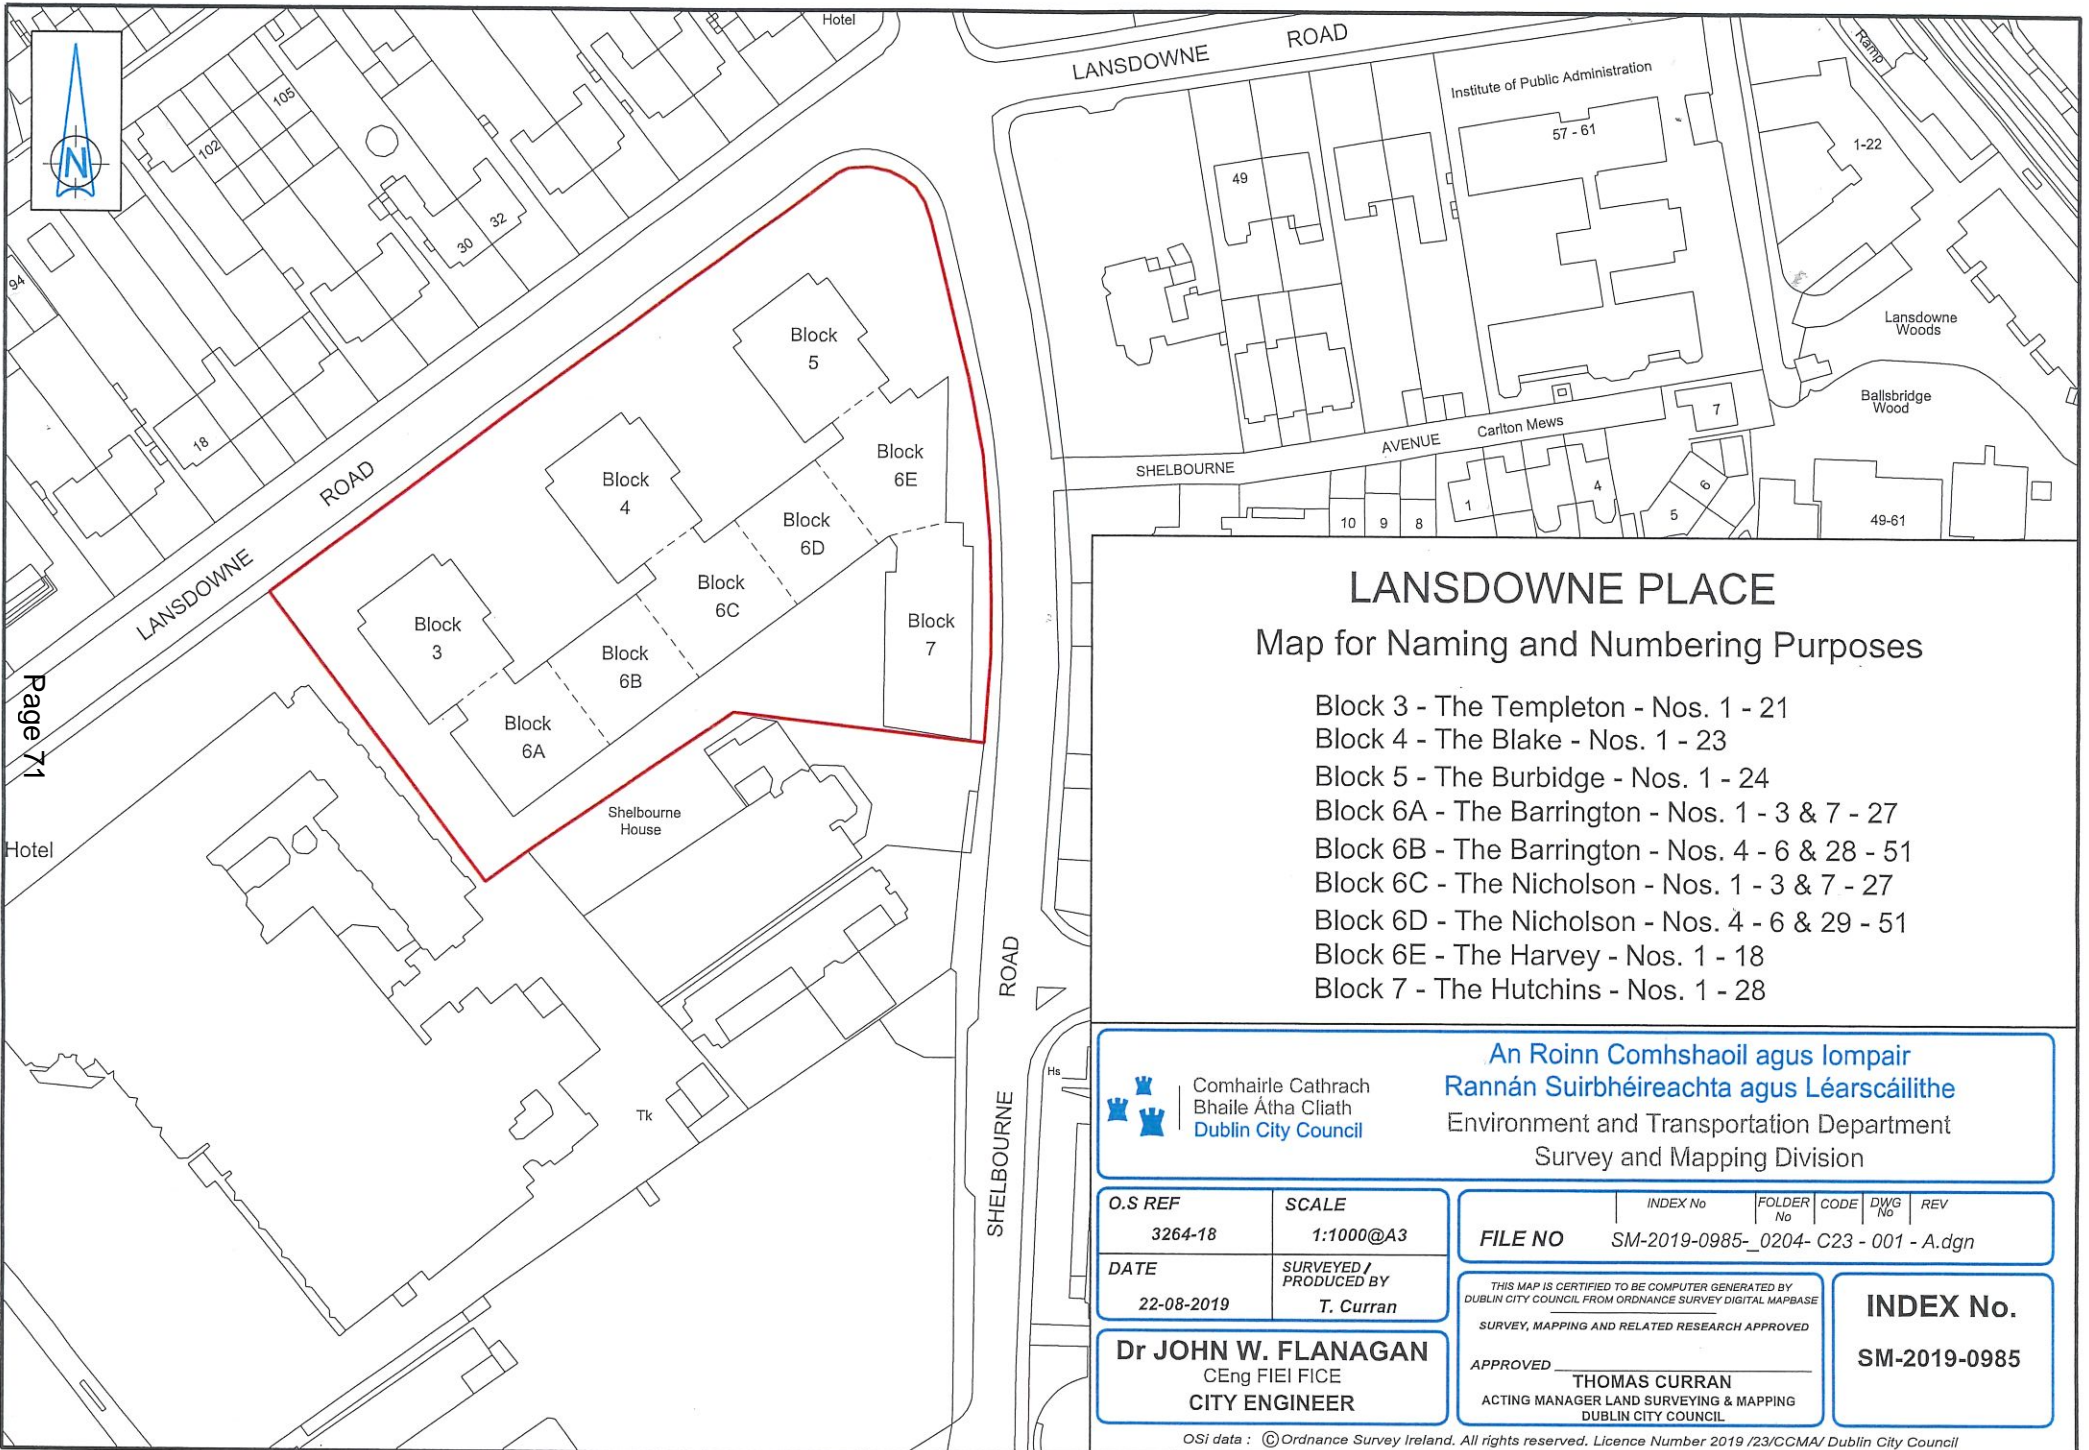 Hotel
LANSDOWNE ROAD
Ramp
Institute of Public Administration
57 - 61
1-22
105
102
49
N
32
30
94
Lansdowne
Woods
Block
5
Ballsbridge
Wood
7
Carlton Mews
AVENUE
SHELBOURNE
18
ROAD
LANSDOWNE
Block
6E
Block
4
Block
6D
1
4
6
5
10
9
8
49-61
Block
6C
Block
3
Block
7
Block
6B
Block
6A
Page 71
Hotel
Shelbourne
House
ROAD
SHELBOURNE
Hs
Tk
LANSDOWNE PLACE
Map for Naming and Numbering Purposes
Block 3 - The Templeton - Nos. 1 - 21
Block 4 - The Blake - Nos. 1 - 23
Block 5 - The Burbidge - Nos. 1 - 24
Block 6A - The Barrington - Nos. 1 - 3 & 7 - 27
Block 6B - The Barrington - Nos. 4 - 6 & 28 - 51
Block 6C - The Nicholson - Nos. 1 - 3 & 7 - 27
Block 6D - The Nicholson - Nos. 4 - 6 & 29 - 51
Block 6E - The Harvey - Nos. 1 - 18
Block 7 - The Hutchins - Nos. 1 - 28
Comhairle Cathrach
Bhaile Átha Cliath
Dublin City Council
An Roinn Comhshaoil agus Iompair
Rannán Suirbhéireachta agus Léarscáilithe
Environment and Transportation Department
Survey and Mapping Division
O.S REF
3264-18
SCALE
1:1000@A3
DATE
22-08-2019
SURVEYED /
PRODUCED BY
T. Curran
INDEX No
FOLDER
No
CODE
DWG
No
REV
FILE NO SM-2019-0985-_0204- C23 - 001 - A.dgn
THIS MAP IS CERTIFIED TO BE COMPUTER GENERATED BY
DUBLIN CITY COUNCIL FROM ORDNANCE SURVEY DIGITAL MAPBASE
SURVEY, MAPPING AND RELATED RESEARCH APPROVED
APPROVED
THOMAS CURRAN
ACTING MANAGER LAND SURVEYING & MAPPING
DUBLIN CITY COUNCIL
INDEX No.
SM-2019-0985
Dr JOHN W. FLANAGAN
CEng FIEI FICE
CITY ENGINEER
OSi data : ©Ordnance Survey Ireland. All rights reserved. Licence Number 2019 /23/CCMA/ Dublin City Council